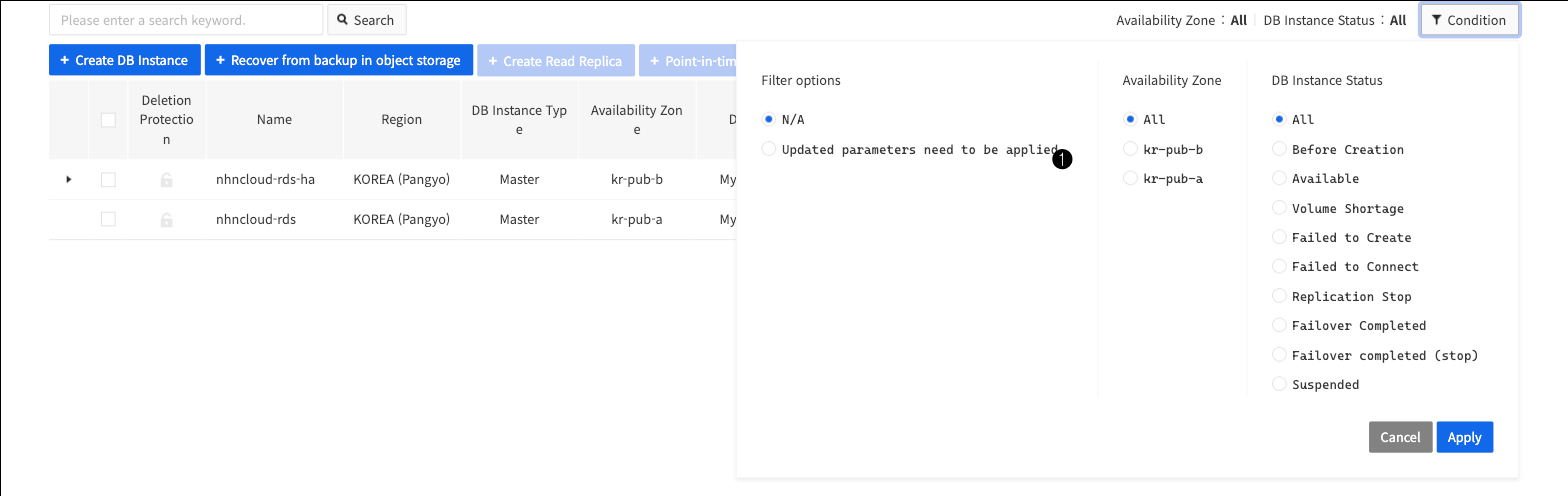 Please enter a search keyword. Search Availability Zone : All DB Instance Status : All Condition
+ Create DB Instance + Recover from backup in object storage + Create Read Replica + Point-in-tim
Deletion
Protectio
n
Name
Region
DB Instance Typ
e
Availability Zon
e
D
nhncloud-rds-ha KOREA (Pangyo) Master kr-pub-b My
nhncloud-rds KOREA (Pangyo) Master kr-pub-a My
Filter options
N/A
Updated parameters need to be applied
1
Availability Zone
All
kr-pub-b
kr-pub-a
DB Instance Status
All
Before Creation
Available
Volume Shortage
Failed to Create
Failed to Connect
Replication Stop
Failover Completed
Failover completed (stop)
Suspended
Cancel Apply